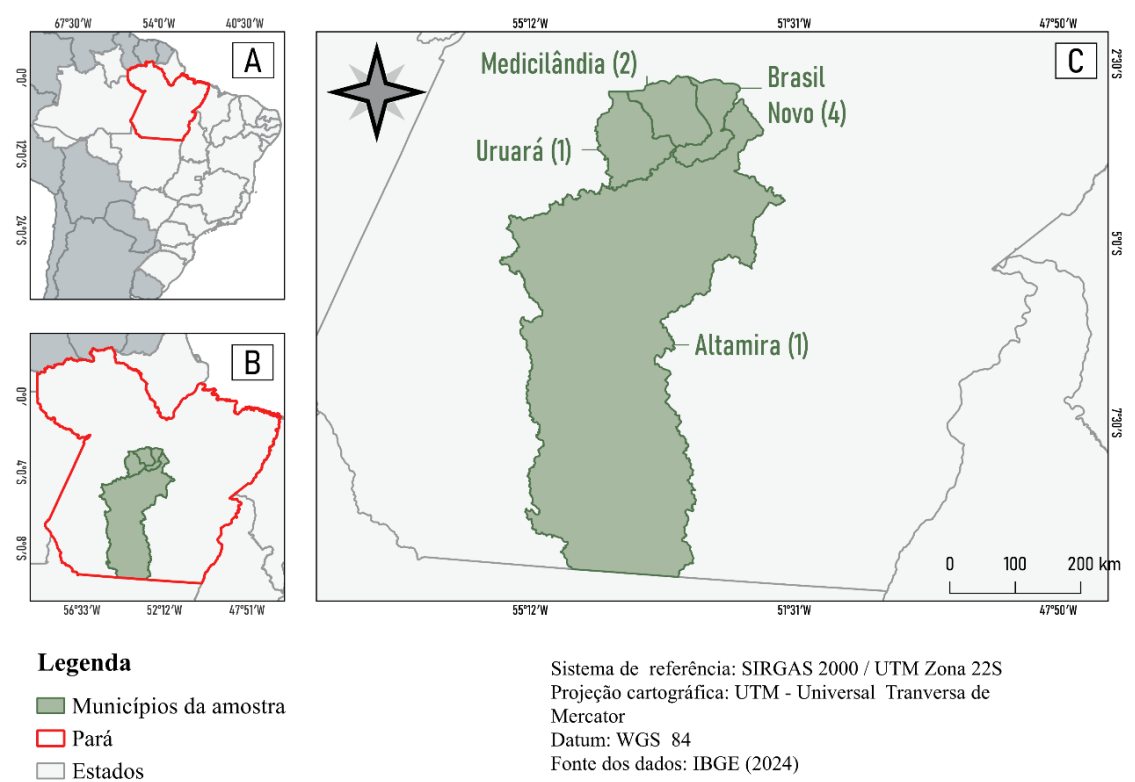 67°30'W 54°0'W 40°30'W
A
0°0'
12°0'S
24°0'S
B
0°0'
4°0'S
8°0'S
56°33'W 52°12'W 47°51'W
55°12'W 51°31'W 47°50'W
C
Medicilândia (2)
Brasil
Novo (4)
Uruará (1)
Altamira (1)
2°30'S
5°0'S
7°30'S
0 100 200 km
55°12'W 51°31'W 47°50'W
Legenda
Municípios da amostra
Pará
Estados
Sistema de referência: SIRGAS 2000 / UTM Zona 22S
Projeção cartográfica: UTM - Universal Tranversa de
Mercator
Datum: WGS 84
Fonte dos dados: IBGE (2024)